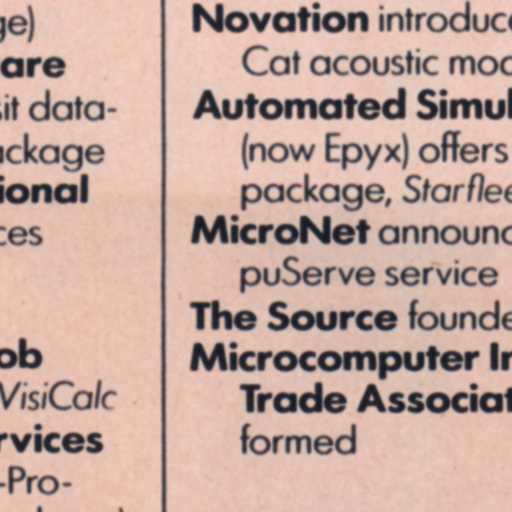 ge)
are
sit data-
ackage
ional
ces
ob
VisiCalc
rvices
-Pro-
Novation introduc
Cat acoustic mod
Automated Simul
(now Epyx) offers
package, Starflee
MicroNet announc
puServe service
The Source founde
Microcomputer In
Trade Associat
formed